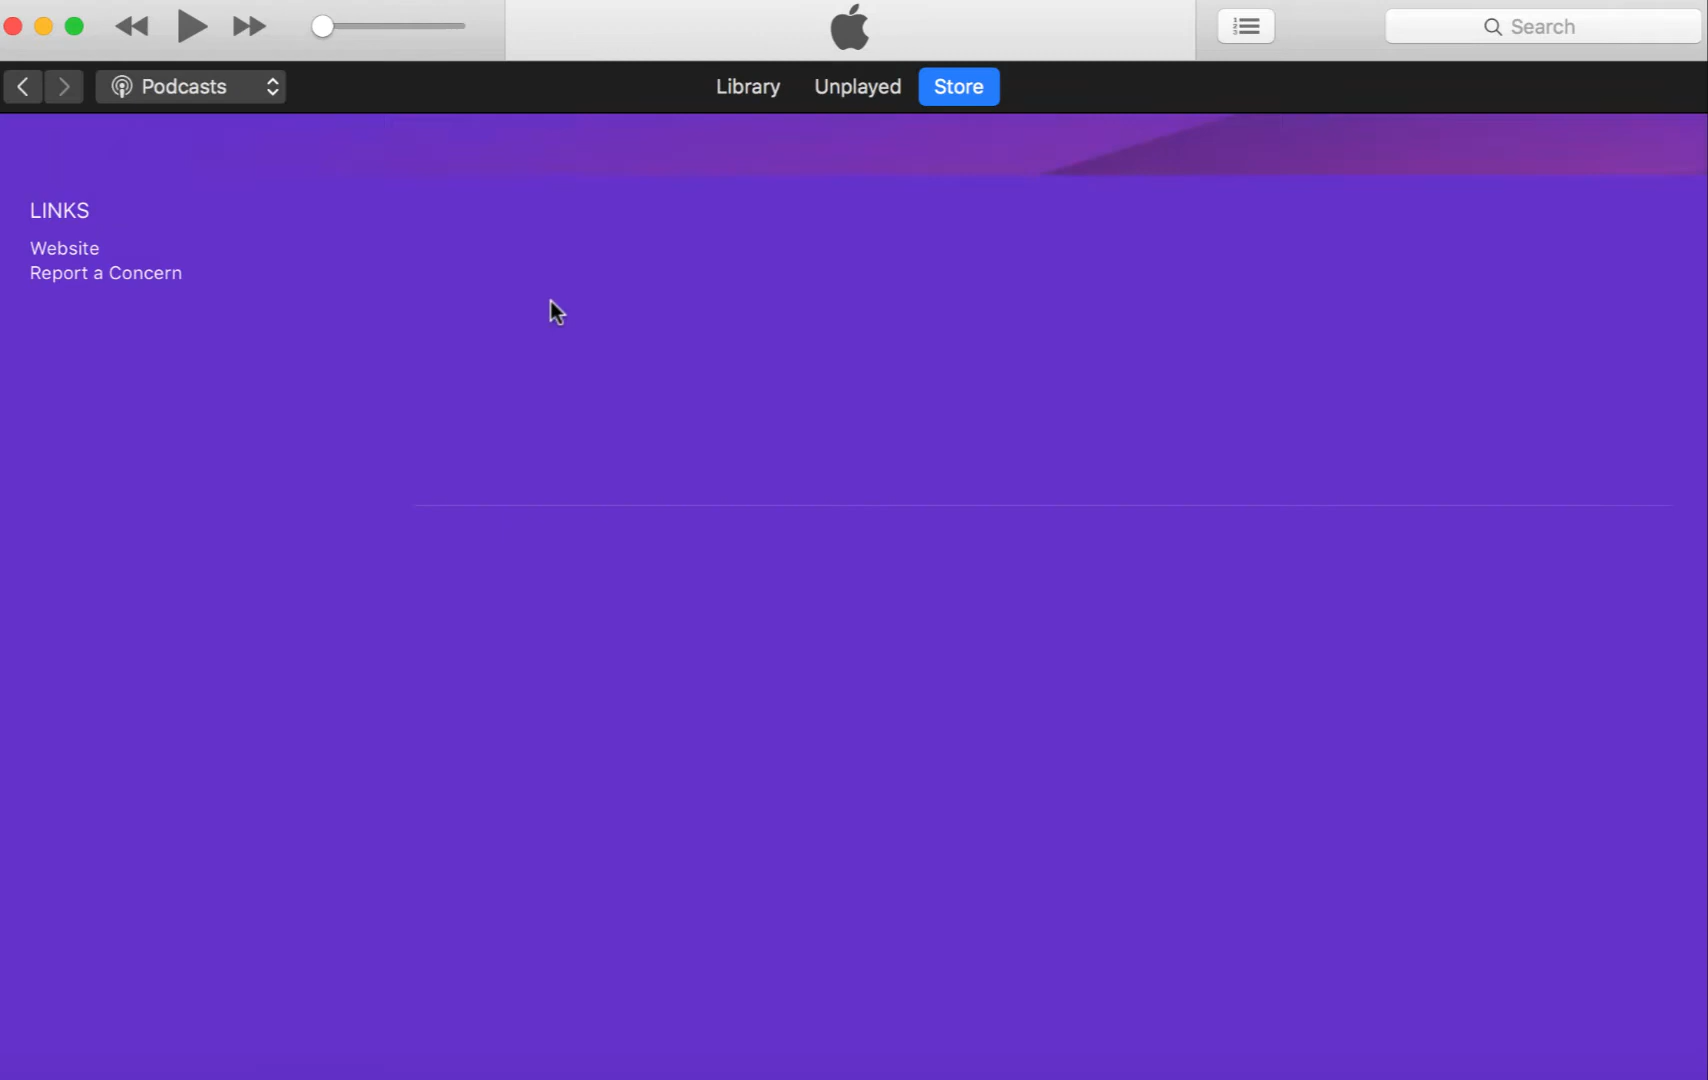 Search
Podcasts
Library
Unplayed
Store
LINKS
Website
Report a Concern